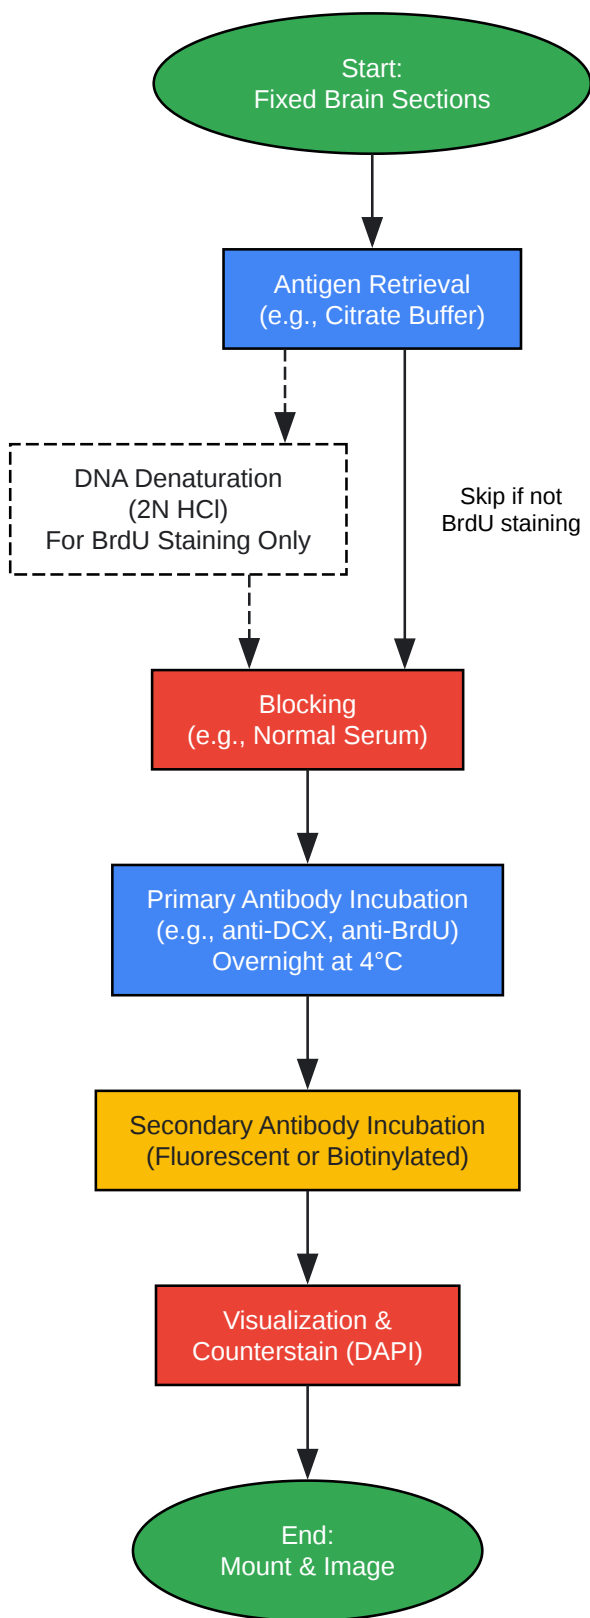 Start:
Fixed Brain Sections
Antigen Retrieval
(e.g., Citrate Buffer)
DNA Denaturation
(2N HCl)
For BrdU Staining Only
Skip if not
BrdU staining
Blocking
(e.g., Normal Serum)
Primary Antibody Incubation
(e.g., anti-DCX, anti-BrdU)
Overnight at 4°C
Secondary Antibody Incubation
(Fluorescent or Biotinylated)
Visualization &
Counterstain (DAPI)
End:
Mount & Image